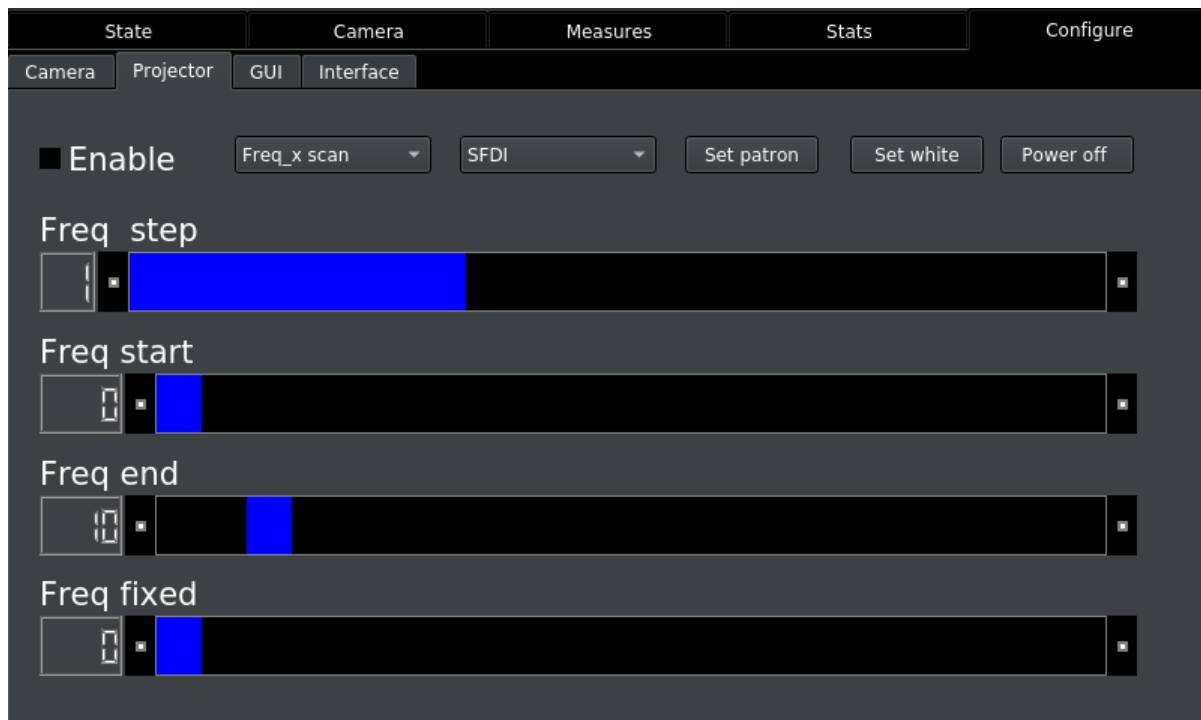 State Camera Measures Stats Configure
Camera Projector GUI Interface
Enable Freq_x scan SFDI Set patron Set white Power off
Freq step
1
Freq start
0
Freq end
10
Freq fixed
0